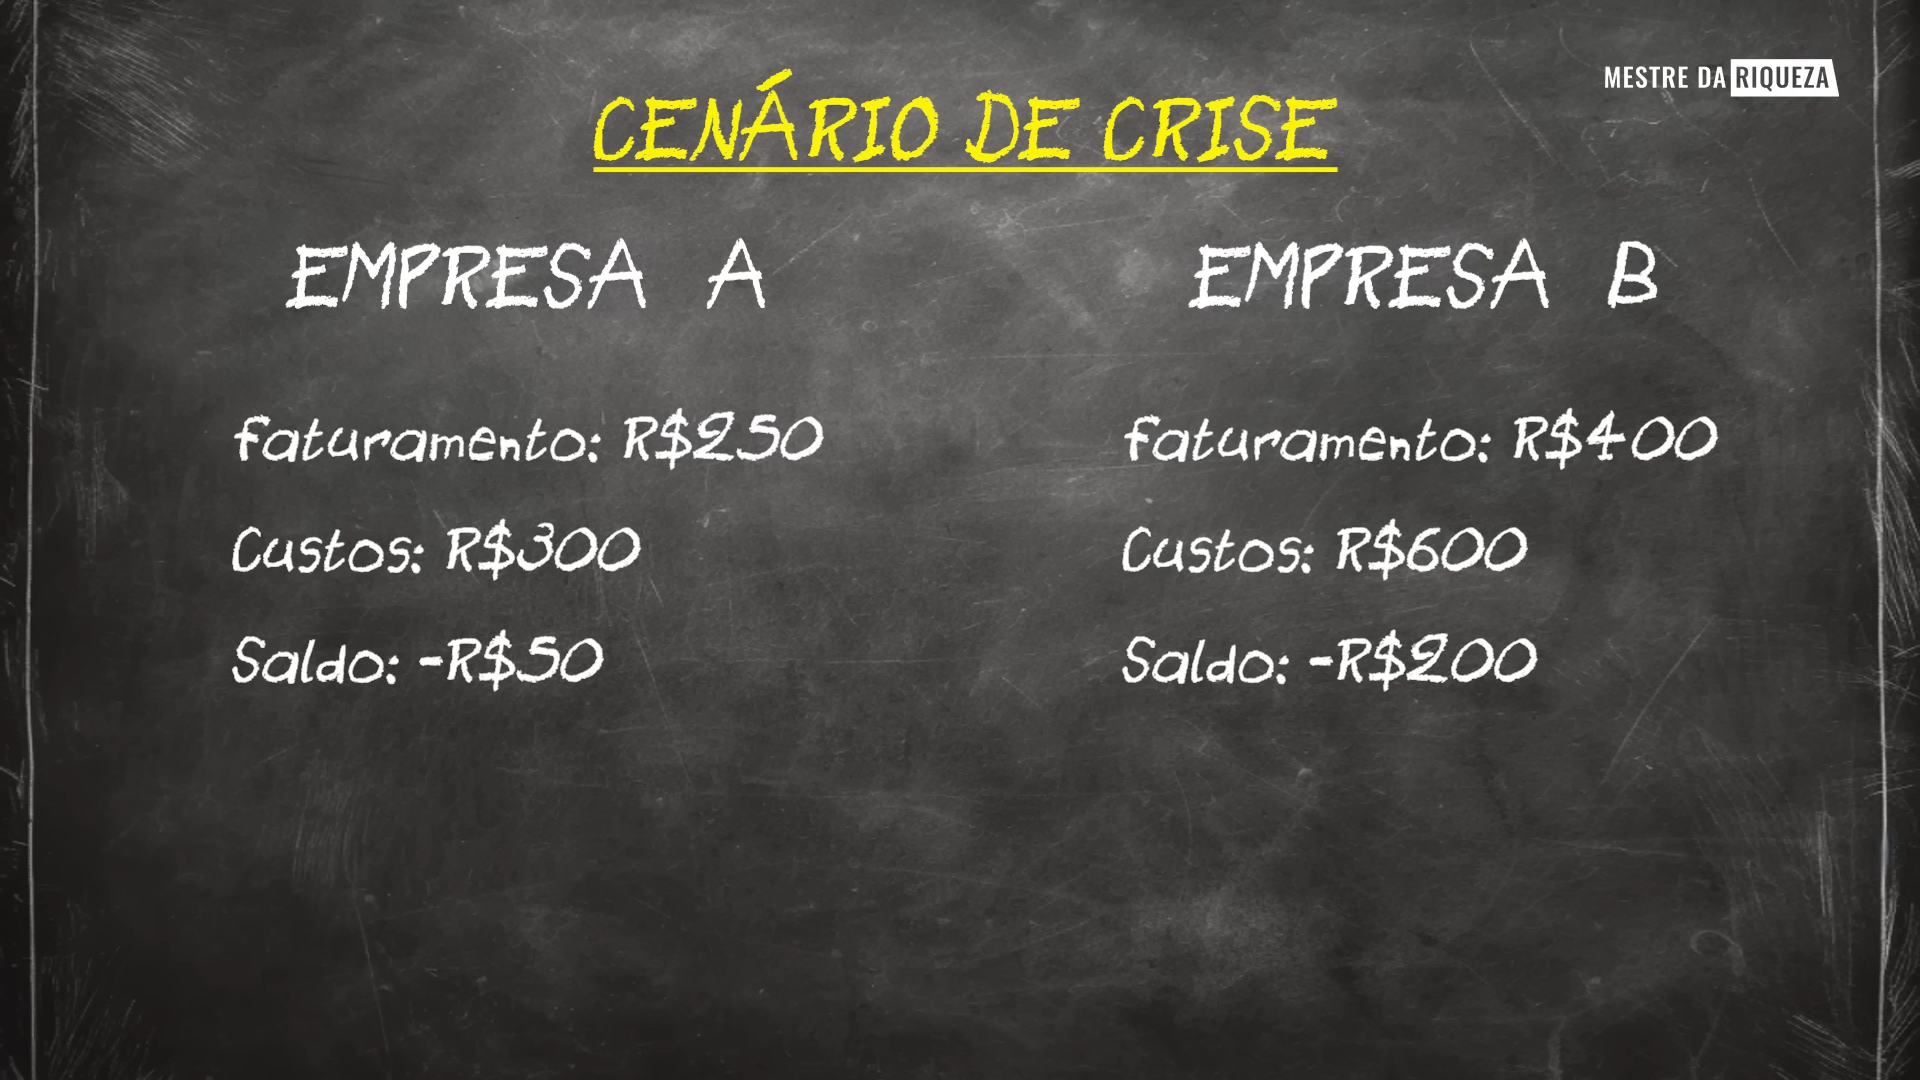 MESTRE DA RIQUEZA
CENÁRIO DE CRISE
EMPRESA A
faturamento: R$250
Custos: R$300
Saldo: -R$50
EMPRESA B
faturamento: R$400
Custos: R$600
Saldo: -R$200